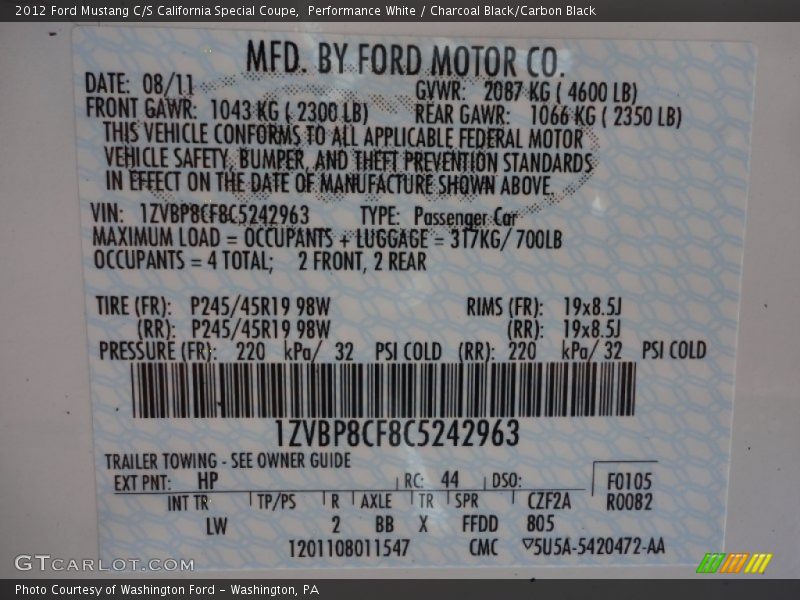 2012 Ford Mustang C/S California Special Coupe,  Performance White / Charcoal Black/Carbon Black
MFD. BY FORD MOTOR CO.
DATE: 08/11 GVWR: 2087 KG ( 4600 LB)
FRONT GAWR: 1043 KG ( 2300 LB) REAR GAWR: 1066 KG ( 2350 LB)
THIS VEHICLE CONFORMS TO ALL APPLICABLE FEDERAL MOTOR
VEHICLE SAFETY, BUMPER, AND THEFT PREVENTION STANDARDS
IN EFFECT ON THE DATE OF MANUFACTURE SHOWN ABOVE.
VIN: 1ZVBP8CF8C5242963 TYPE: Passenger Car
MAXIMUM LOAD = OCCUPANTS + LUGGAGE = 317KG/ 700LB
OCCUPANTS = 4 TOTAL; 2 FRONT, 2 REAR
TIRE (FR): P245/45R19 98W RIMS (FR): 19x8.5J
(RR): P245/45R19 98W (RR): 19x8.5J
PRESSURE (FR): 220 kPa/ 32 PSI COLD (RR): 220 kPa/ 32 PSI COLD
1ZVBP8CF8C5242963
TRAILER TOWING - SEE OWNER GUIDE
EXT PNT: HP RC: 44 DSO: F0105
INT TR TP/PS R AXLE TR SPR CZF2A R0082
LW 2 BB X FFDD 805
1201108011547 CMC ▽5U5A-5420472-AA
GTCARLOT.COM
Photo Courtesy of Washington Ford - Washington, PA